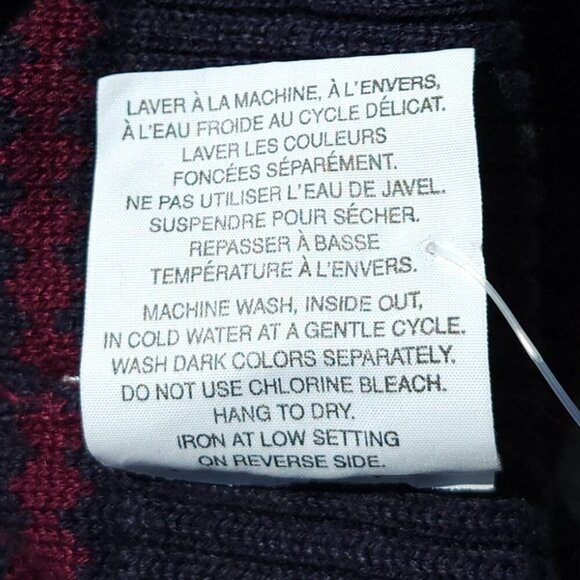 LAVER À LA MACHINE, À L'ENVERS,
À L'EAU FROIDE AU CYCLE DÉLICAT.
LAVER LES COULEURS
FONCÉES SÉPARÉMENT.
NE PAS UTILISER L'EAU DE JAVEL.
SUSPENDRE POUR SÉCHER.
REPASSER À BASSE
TEMPÉRATURE À L'ENVERS.
MACHINE WASH, INSIDE OUT,
IN COLD WATER AT A GENTLE CYCLE.
WASH DARK COLORS SEPARATELY.
DO NOT USE CHLORINE BLEACH.
HANG TO DRY.
IRON AT LOW SETTING
ON REVERSE SIDE.